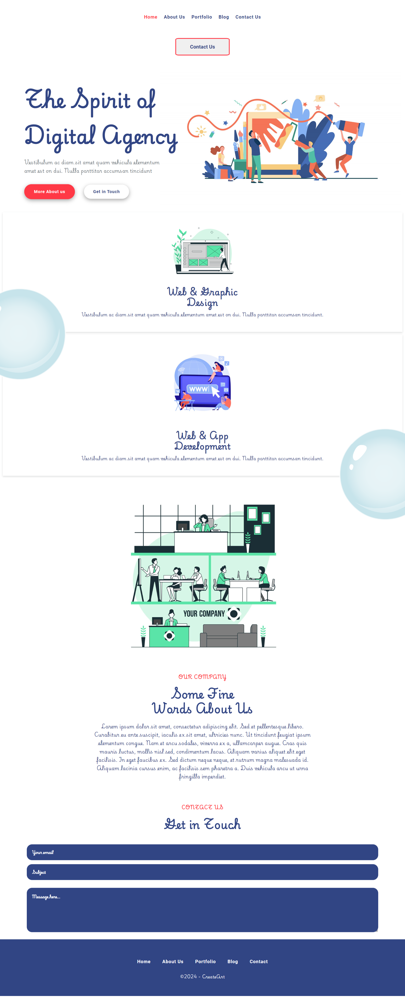 Home About Us Portfolio Blog Contact Us
Contact Us
The Spirit of
Digital Agency
Vestibulum ac diam sit amet quam vehicula elementum
amet est on dui. Nulla porttitor accumsan tincidunt
More About us Get in Touch
Web & Graphic
Design
Vestibulum ac diam sit amet quam vehicula elementum amet est on dui. Nulla porttitor accumsan tincidunt.
WWW
Web & App
Development
Vestibulum ac diam sit amet quam vehicula elementum amet est on dui. Nulla porttitor accumsan tincidunt.
YOUR COMPANY
OUR COMPANY
Some Fine
Words About Us
Lorem ipsum dolor sit amet, consectetur adipiscing elit. Sed et pellentesque libero.
Curabitur eu ante suscipit, iaculis ex sit amet, ultricies nunc. Ut tincidunt feugiat ipsum
elementum congue. Nam et arcu sodales, viverra ex a, ullamcorper augue. Cras quis
mauris luctus, mollis nisl sed, condimentum lacus. Aliquam varius aliquet elit eget
facilisis. In eget faucibus ex. Sed dictum neque neque, et rutrum magna malesuada id.
Aliquam lacinia cursus enim, ac facilisis sem pharetra a. Duis vehicula arcu ut urna
fringilla imperdiet.
CONTACT US
Get in Touch
Your email
Subject
Message here...
Home About Us Portfolio Blog Contact
©2024 - CreateArt